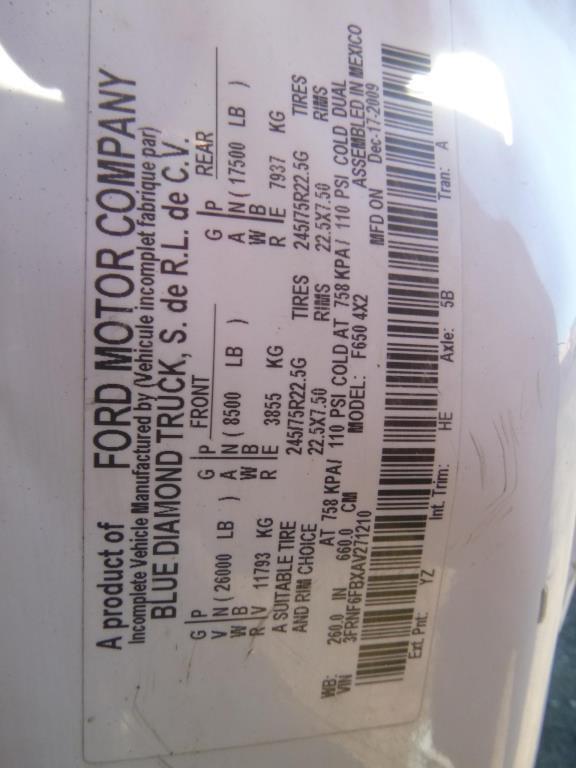 A product of FORD MOTOR COMPANY
Incomplete Vehicle Manufactured by (Vehicule incomplet fabrique par)
BLUE DIAMOND TRUCK, S. de R.L. de C.V.
FRONT REAR
G P G P
G P
V N ( 26000 LB ) A N ( 8500 LB ) A N ( 17500 LB )
W B W B W B
R V 11793 KG R E 3855 KG R E 7937 KG
A SUITABLE TIRE 245/75R22.5G TIRES 245/75R22.5G TIRES
AND RIM CHOICE 22.5X7.50 RIMS 22.5X7.50 RIMS
AT 758 KPA/ 110 PSI COLD AT 758 KPA/ 110 PSI COLD DUAL
WB: 260.0 IN 660.0 CM MODEL: F650 4X2 ASSEMBLED IN MEXICO
VIN 3FRNF6FBXAV271210 MFD ON Dec-17-2009
Ext. Pnt: YZ Int. Trim: HE Axle: 5B Tran: A